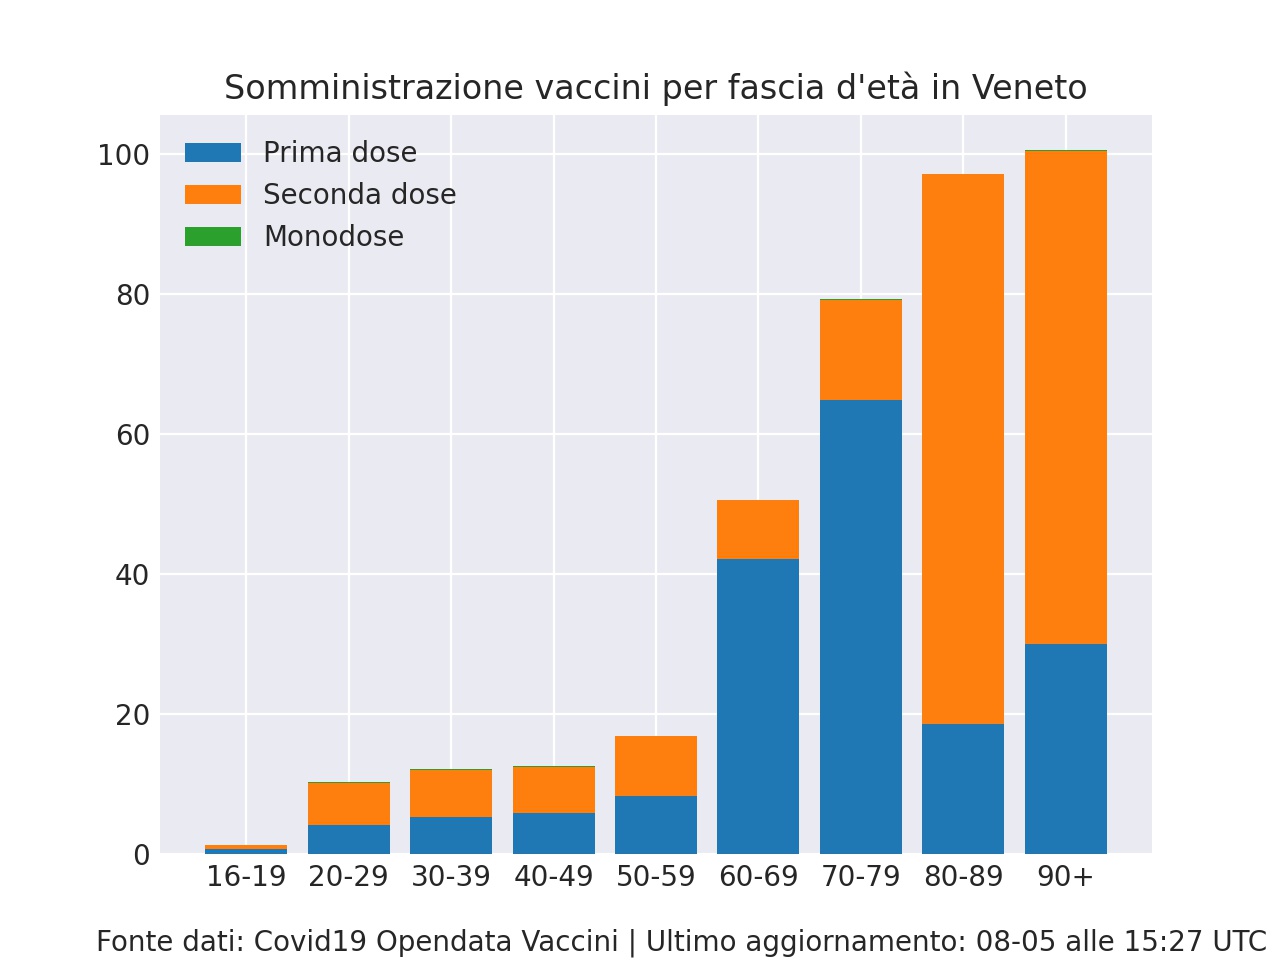 Somministrazione vaccini per fascia d'età in Veneto
Prima dose
Seconda dose
Monodose
100
80
60
40
20
0
16-19 20-29 30-39 40-49 50-59 60-69 70-79 80-89 90+
Fonte dati: Covid19 Opendata Vaccini | Ultimo aggiornamento: 08-05 alle 15:27 UTC